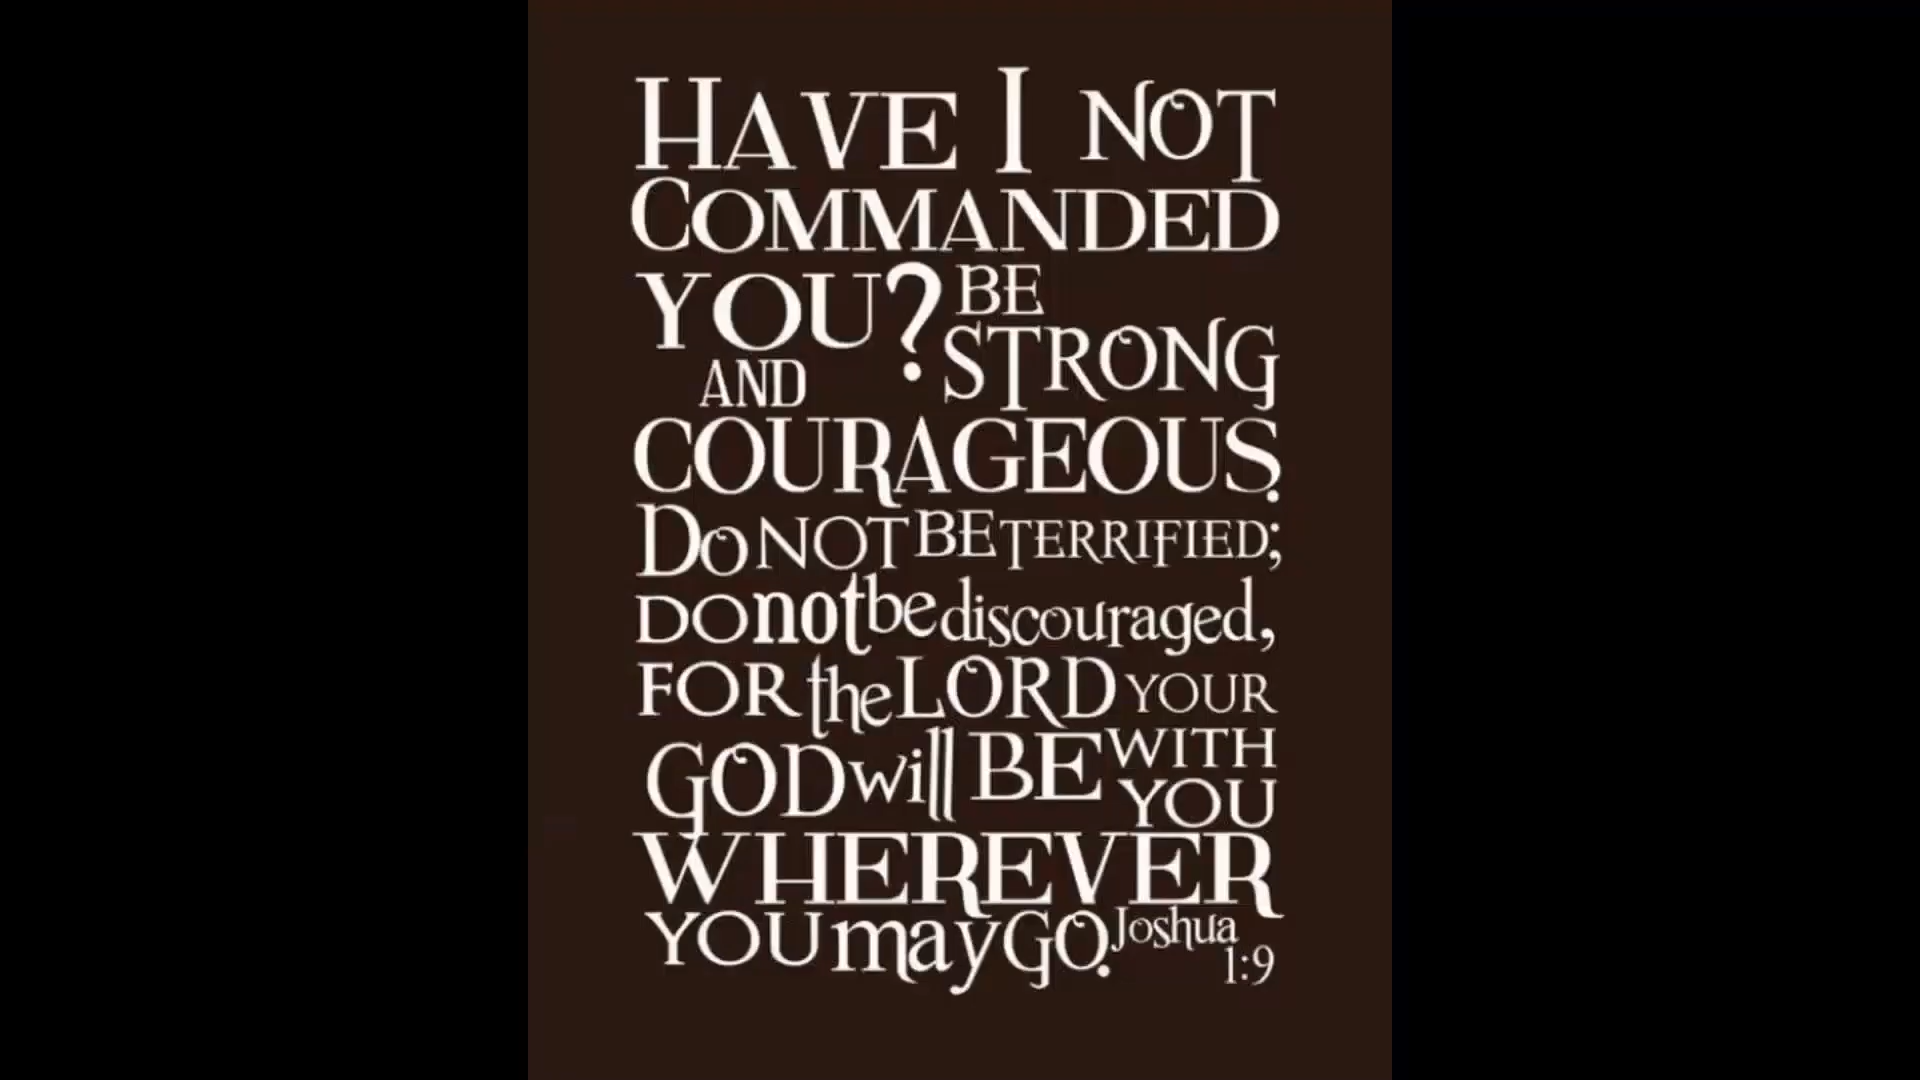 HAVE I NOT
COMMANDED
YOU? BE
STRONG
AND
COURAGEOUS.
DO NOT BE TERRIFIED;
DO not be discouraged,
FOR the LORD YOUR
GOD will BE WITH
YOU
WHEREVER
YOU may GO. Joshua
1:9